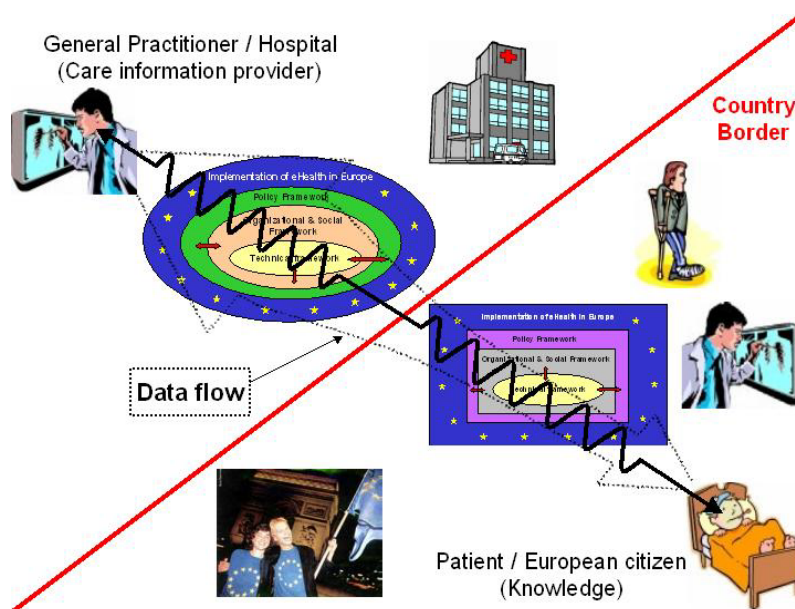 General Practitioner / Hospital
(Care information provider)
Country
Border
Implementation of eHealth in Europe
Policy Framework
Organizational & Social
Framework
Technical framework
Implementation of eHealth in Europe
Policy Framework
Organizational & Social Framework
Technical framework
Data flow
Patient / European citizen
(Knowledge)